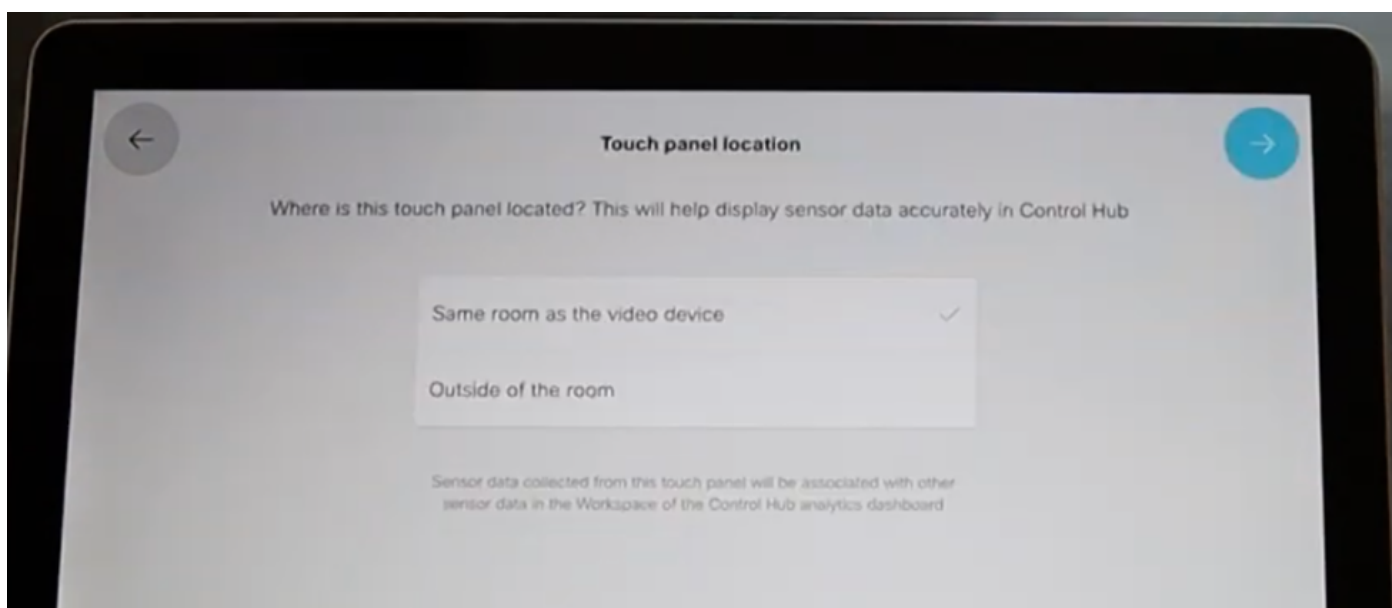 Touch panel location
Where is this touch panel located? This will help display sensor data accurately in Control Hub
Same room as the video device
Outside of the room
Sensor data collected from this touch panel will be associated with other
sensor data in the Workspace of the Control Hub analytics dashboard